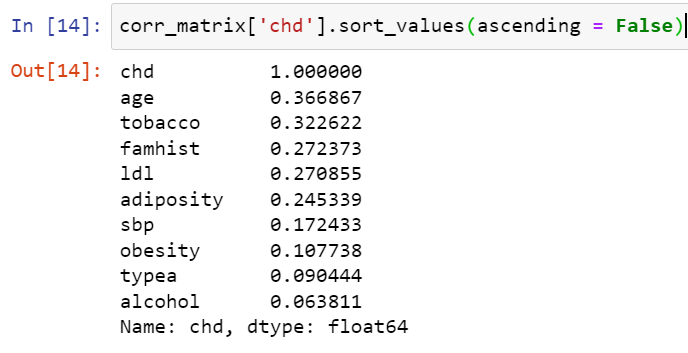 In [14]: corr_matrix['chd'].sort_values(ascending = False)
Out[14]: chd            1.000000
age            0.366867
tobacco        0.322622
famhist        0.272373
ldl            0.270855
adiposity      0.245339
sbp            0.172433
obesity        0.107738
typea          0.090444
alcohol        0.063811
Name: chd, dtype: float64